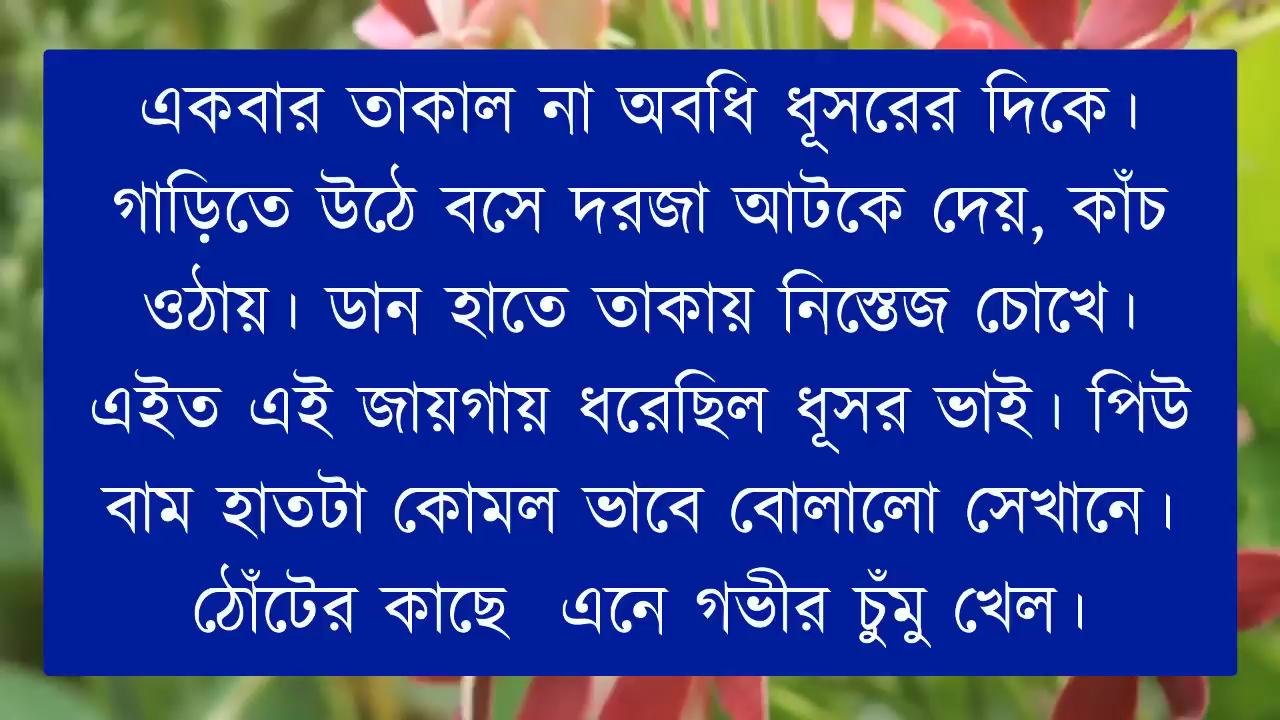 একবার তাকাল না অবধি ধূসরের দিকে।
গাড়িতে উঠে বসে দরজা আটকে দেয়, কাঁচ
ওঠায়। ডান হাতে তাকায় নিস্তেজ চোখে।
এইত এই জায়গায় ধরেছিল ধূসর ভাই। পিউ
বাম হাতটা কোমল ভাবে বোলালো সেখানে।
ঠোঁটের কাছে এনে গভীর চুঁমু খেল।